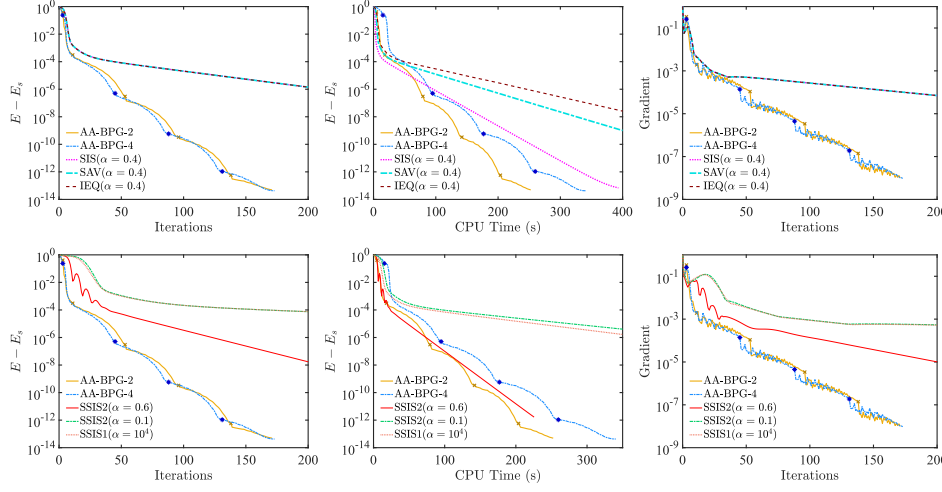 10^0
10^-2
10^-4
10^-6
10^-8
10^-10
10^-12
10^-14
E − E_s
0 50 100 150 200
Iterations
AA-BPG-2
AA-BPG-4
SIS(α = 0.4)
SAV(α = 0.4)
IEQ(α = 0.4)
10^0
10^-2
10^-4
10^-6
10^-8
10^-10
10^-12
10^-14
E − E_s
0 100 200 300 400
CPU Time (s)
AA-BPG-2
AA-BPG-4
SIS(α = 0.4)
SAV(α = 0.4)
IEQ(α = 0.4)
10^-1
10^-3
10^-5
10^-7
10^-9
Gradient
0 50 100 150 200
Iterations
AA-BPG-2
AA-BPG-4
SIS(α = 0.4)
SAV(α = 0.4)
IEQ(α = 0.4)
10^0
10^-2
10^-4
10^-6
10^-8
10^-10
10^-12
10^-14
E − E_s
0 50 100 150 200
Iterations
AA-BPG-2
AA-BPG-4
SSIS2(α = 0.6)
SSIS2(α = 0.1)
SSIS1(α = 10^4)
10^0
10^-2
10^-4
10^-6
10^-8
10^-10
10^-12
10^-14
E − E_s
0 100 200 300
CPU Time (s)
AA-BPG-2
AA-BPG-4
SSIS2(α = 0.6)
SSIS2(α = 0.1)
SSIS1(α = 10^4)
10^-1
10^-3
10^-5
10^-7
10^-9
Gradient
0 50 100 150 200
Iterations
AA-BPG-2
AA-BPG-4
SSIS2(α = 0.6)
SSIS2(α = 0.1)
SSIS1(α = 10^4)